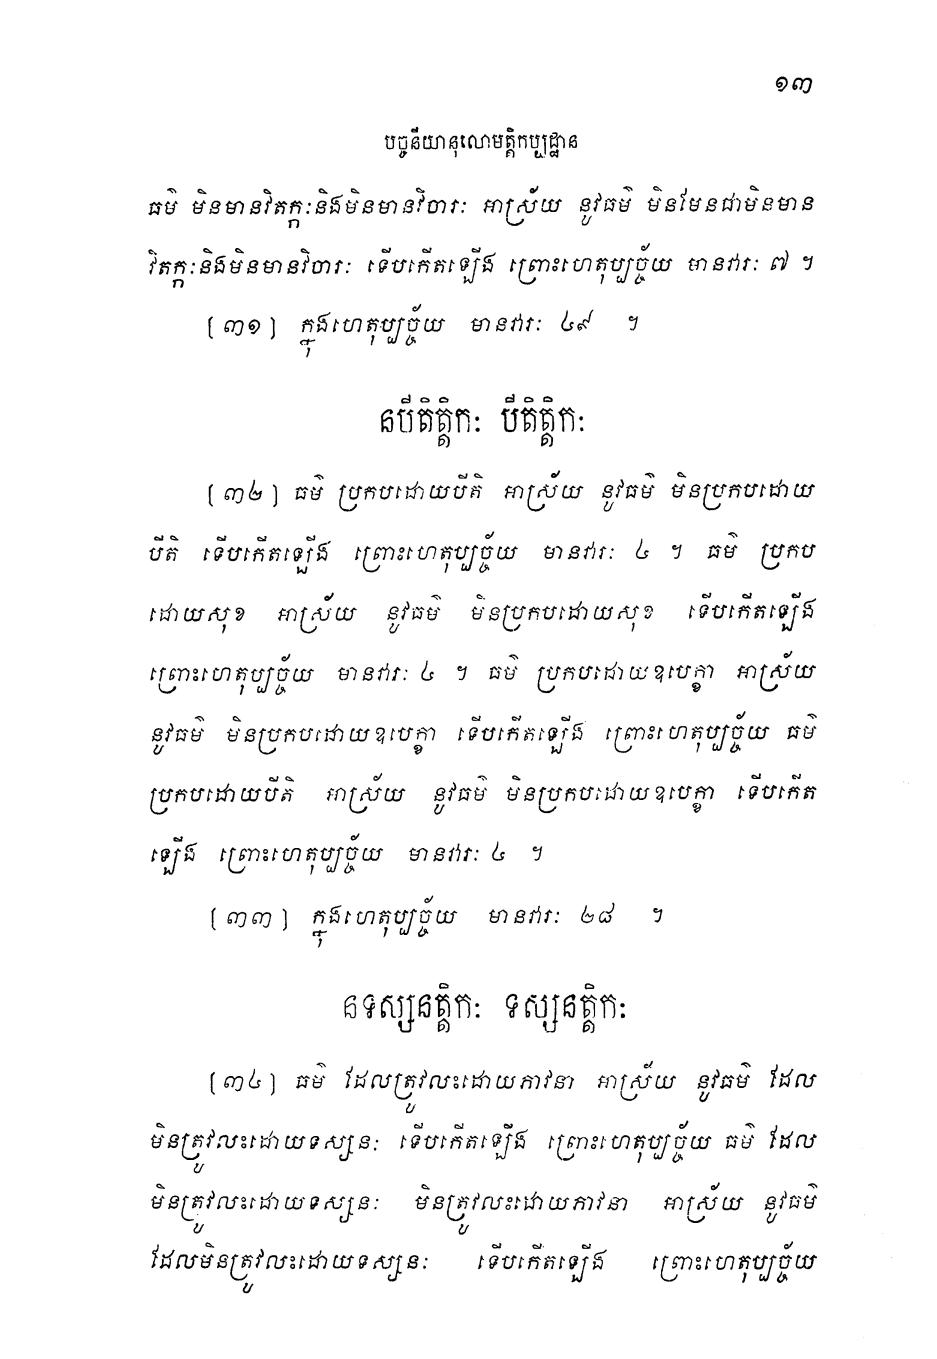 ១៣
បច្ចនីយានុលោមត្តិកប្បដ្ឋាន
ធម៌ មិនមានវិតក្កៈនិងមិនមានវិចារៈ អាស្រ័យ នូវធម៌ មិនមែនជាមិនមាន
វិតក្កៈនិងមិនមានវិចារៈ ទើបកើតឡើង ព្រោះហេតុប្បច្ច័យ មានវារៈ ៧ ។
[៣១] ក្នុងហេតុប្បច្ច័យ មានវារៈ ៤៩ ។
នបីតិត្តិកៈ បីតិត្តិកៈ
[៣២] ធម៌ ប្រកបដោយបីតិ អាស្រ័យ នូវធម៌ មិនប្រកបដោយ
បីតិ ទើបកើតឡើង ព្រោះហេតុប្បច្ច័យ មានវារៈ ៤ ។ ធម៌ ប្រកប
ដោយសុខ អាស្រ័យ នូវធម៌ មិនប្រកបដោយសុខ ទើបកើតឡើង
ព្រោះហេតុប្បច្ច័យ មានវារៈ ៤ ។ ធម៌ ប្រកបដោយឧបេក្ខា អាស្រ័យ
នូវធម៌ មិនប្រកបដោយឧបេក្ខា ទើបកើតឡើង ព្រោះហេតុប្បច្ច័យ ធម៌
ប្រកបដោយបីតិ អាស្រ័យ នូវធម៌ មិនប្រកបដោយឧបេក្ខា ទើបកើត
ឡើង ព្រោះហេតុប្បច្ច័យ មានវារៈ ៤ ។
[៣៣] ក្នុងហេតុប្បច្ច័យ មានវារៈ ២៨ ។
នទស្សនត្តិកៈ ទស្សនត្តិកៈ
[៣៤] ធម៌ ដែលត្រូវលះដោយភាវនា អាស្រ័យ នូវធម៌ ដែល
មិនត្រូវលះដោយទស្សនៈ ទើបកើតឡើង ព្រោះហេតុប្បច្ច័យ ធម៌ ដែល
មិនត្រូវលះដោយទស្សនៈ មិនត្រូវលះដោយភាវនា អាស្រ័យ នូវធម៌
ដែលមិនត្រូវលះដោយទស្សនៈ ទើបកើតឡើង ព្រោះហេតុប្បច្ច័យ